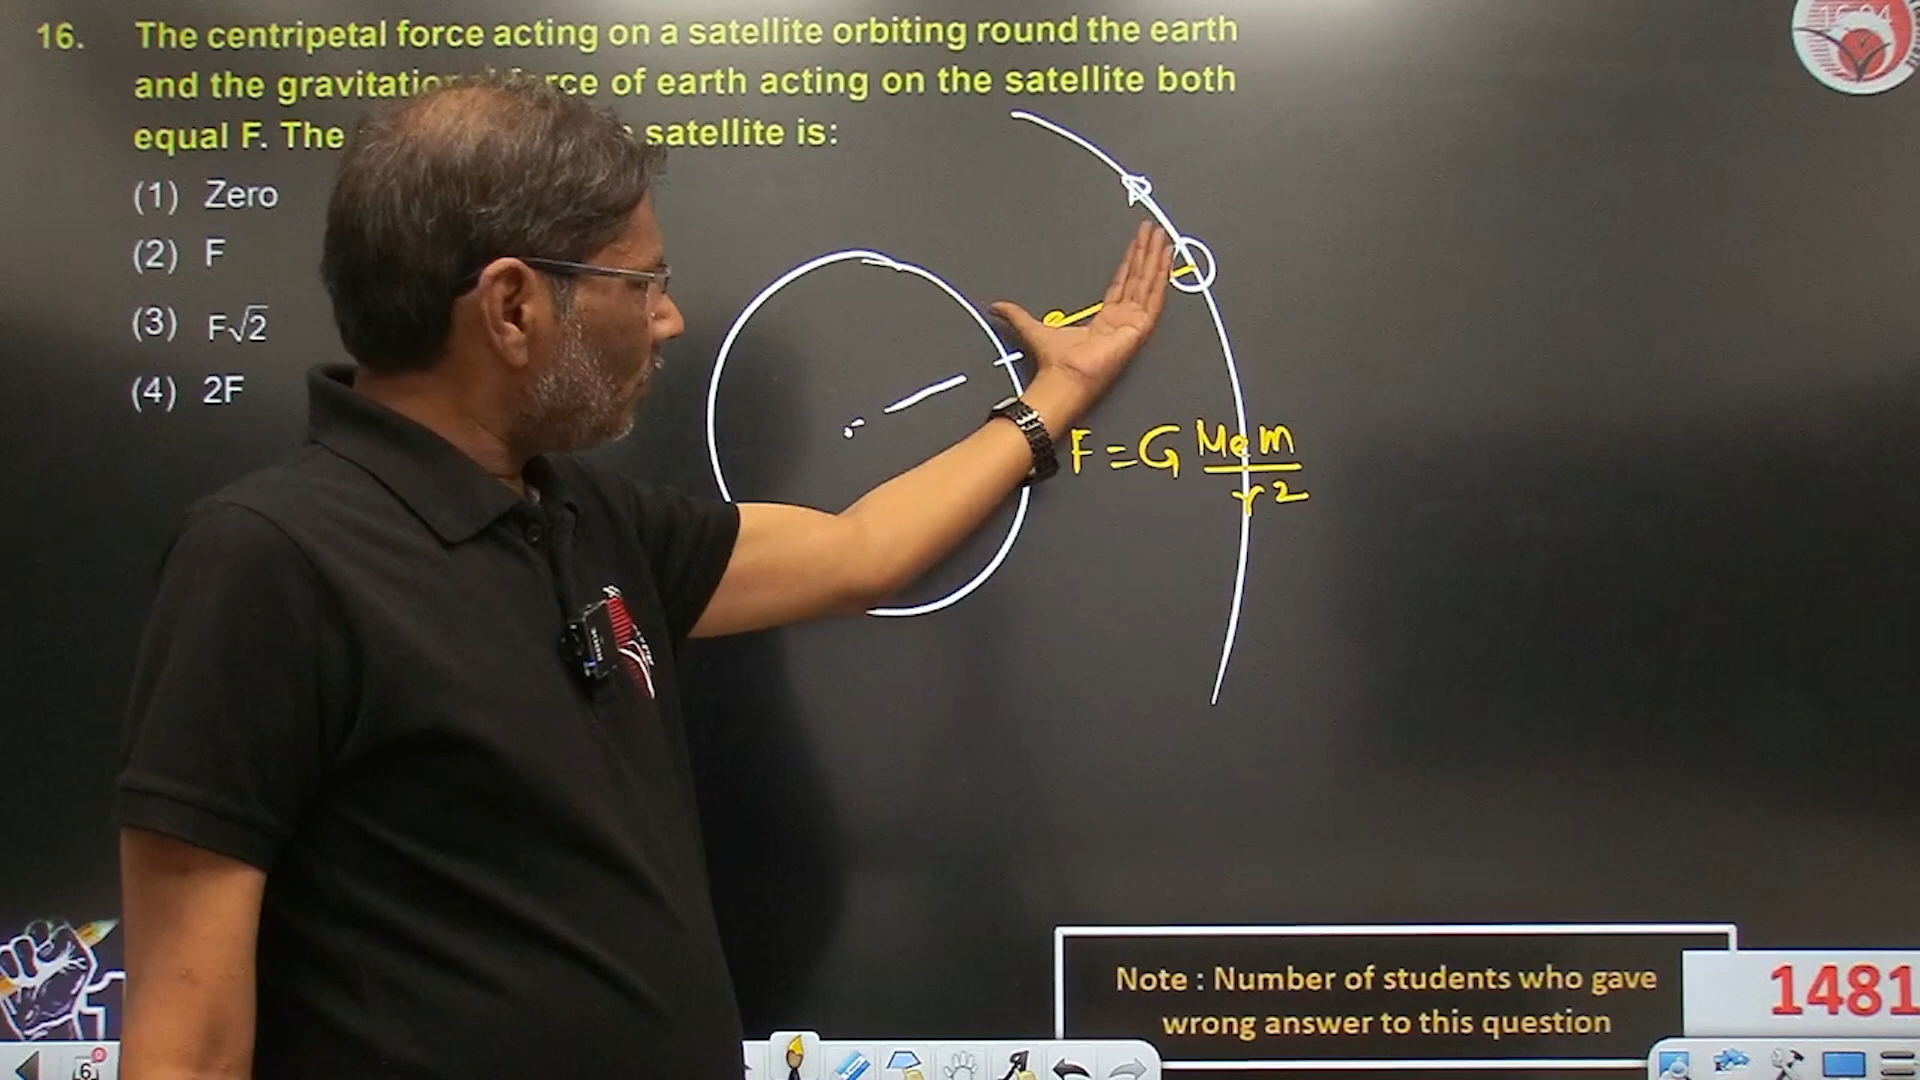 16. The centripetal force acting on a satellite orbiting round the earth
and the gravitatio rce of earth acting on the satellite both
equal F. The satellite is:
(1) Zero
(2) F
(3) F√2
(4) 2F
F = G Me m / r²
Note : Number of students who gave
wrong answer to this question
1481
6